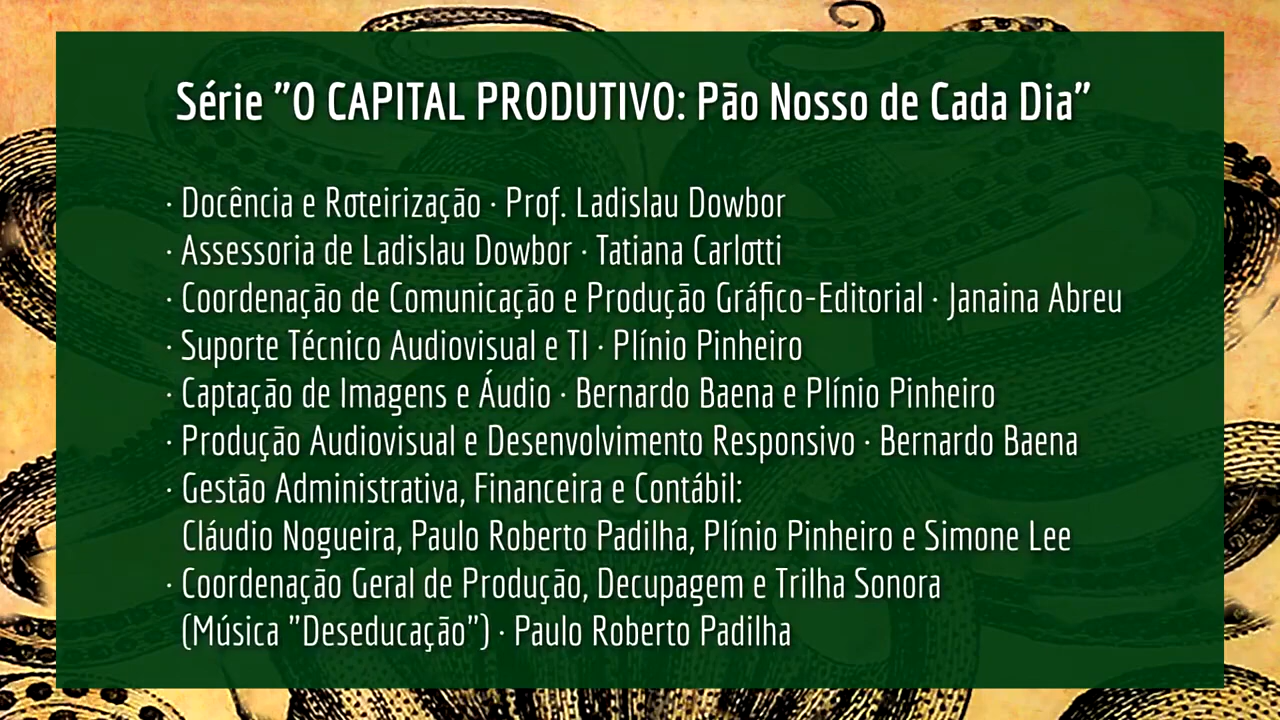 Série "O CAPITAL PRODUTIVO: Pão Nosso de Cada Dia"
· Docência e Roteirização · Prof. Ladislau Dowbor
· Assessoria de Ladislau Dowbor · Tatiana Carlotti
· Coordenação de Comunicação e Produção Gráfico-Editorial · Janaina Abreu
· Suporte Técnico Audiovisual e TI · Plínio Pinheiro
· Captação de Imagens e Áudio · Bernardo Baena e Plínio Pinheiro
· Produção Audiovisual e Desenvolvimento Responsivo · Bernardo Baena
· Gestão Administrativa, Financeira e Contábil:
Cláudio Nogueira, Paulo Roberto Padilha, Plínio Pinheiro e Simone Lee
· Coordenação Geral de Produção, Decupagem e Trilha Sonora
(Música "Deseducação") · Paulo Roberto Padilha